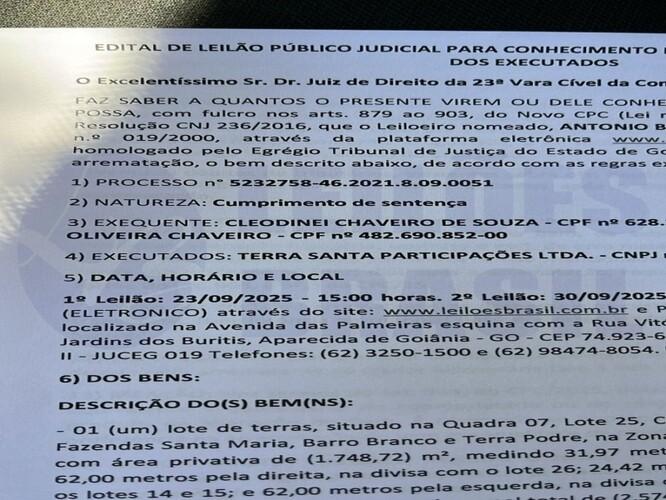 EDITAL DE LEILÃO PÚBLICO JUDICIAL PARA CONHECIMENTO
DOS EXECUTADOS
O Excelentíssimo Sr. Dr. Juiz de Direito da 23ª Vara Cível da
FAZ SABER A QUANTOS O PRESENTE VIREM OU DELE
POSSA, com fulcro nos arts. 879 ao 903, do Novo CPC (Lei
Resolução CNJ 236/2016, que o Leiloeiro nomeado, ANTONIO
n.º 019/2000, através da plataforma eletrônica www.
homologado pelo Egrégio Tribunal de Justiça do Estado de
arrematação, o bem descrito abaixo, de acordo com as regras
1) PROCESSO nº 5232758-46.2021.8.09.0051
2) NATUREZA: Cumprimento de sentença
3) EXEQUENTE: CLEODINEI CHAVEIRO DE SOUZA - CPF nº 628.
OLIVEIRA CHAVEIRO - CPF nº 482.690.852-00
4) EXECUTADOS: TERRA SANTA PARTICIPAÇÕES LTDA. - CNPJ
5) DATA, HORÁRIO E LOCAL
1º Leilão: 23/09/2025 - 15:00 horas. 2º Leilão: 30/09/2025
(ELETRONICO) através do site: www.leiloesbrasil.com.br e
localizado na Avenida das Palmeiras esquina com a Rua
Jardins dos Buritis, Aparecida de Goiânia - GO - CEP 74.923-6
II - JUCEG 019 Telefones: (62) 3250-1500 e (62) 98474-8054.
6) DOS BENS:
DESCRIÇÃO DO(S) BEM(NS):
- 01 (um) lote de terras, situado na Quadra 07, Lote 25,
Fazendas Santa Maria, Barro Branco e Terra Podre, na
com área privativa de (1.748,72) m², medindo 31,97
62,00 metros pela direita, na divisa com o lote 26; 24,42
os lotes 14 e 15; e 62,00 metros pela esquerda, na divisa